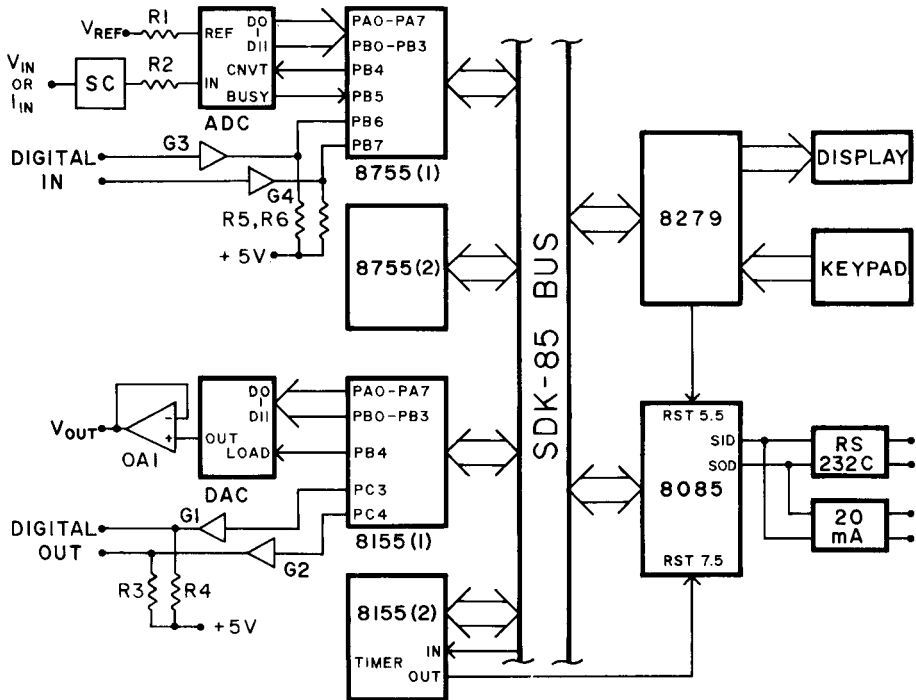 VREF
R1
REF
D0
|
D11
CNVT
BUSY
IN
ADC
VIN
OR
IIN
SC
R2
PA0-PA7
PB0-PB3
PB4
PB5
PB6
PB7
8755(1)
DIGITAL
IN
G3
G4
R5,R6
+5V
8755(2)
SDK-85 BUS
8279
DISPLAY
KEYPAD
VOUT
-
+
OA1
OUT
D0
|
D11
LOAD
DAC
PA0-PA7
PB0-PB3
PB4
PC3
PC4
8155(1)
DIGITAL
OUT
G1
G2
R3
R4
+5V
8155(2)
TIMER
IN
OUT
RST 5.5
SID
SOD
8085
RST 7.5
RS
232C
20
mA